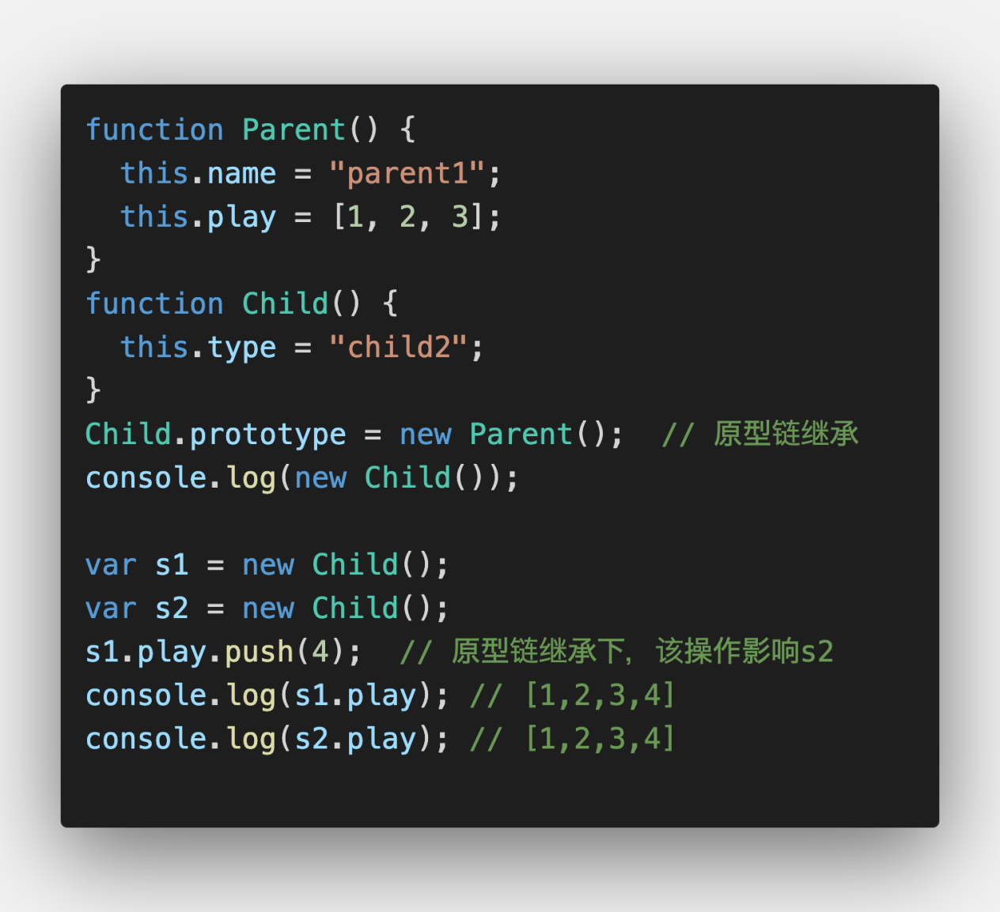 function Parent() {
  this.name = "parent1";
  this.play = [1, 2, 3];
}
function Child() {
  this.type = "child2";
}
Child.prototype = new Parent();  // 原型链继承
console.log(new Child());

var s1 = new Child();
var s2 = new Child();
s1.play.push(4);  // 原型链继承下，该操作影响s2
console.log(s1.play); // [1,2,3,4]
console.log(s2.play); // [1,2,3,4]